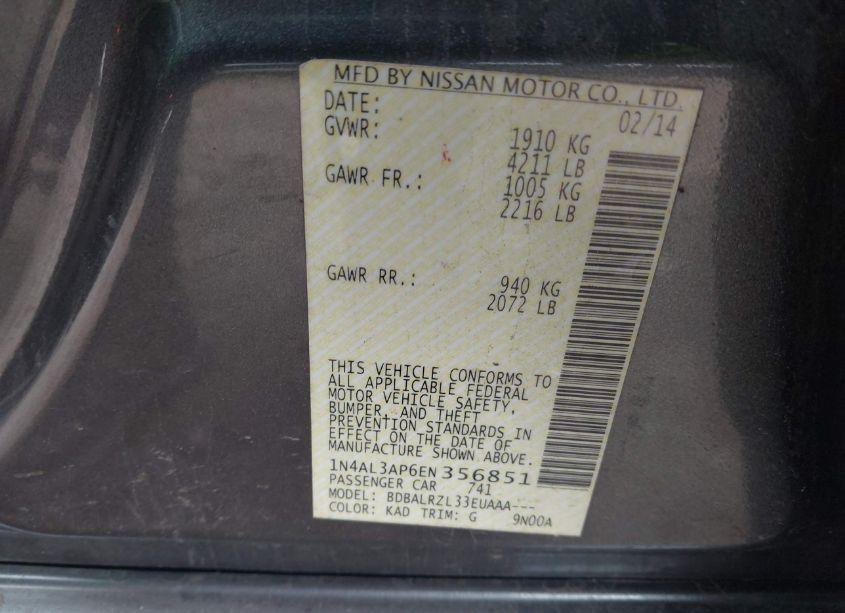 MFD BY NISSAN MOTOR CO., LTD.
DATE: 02/14
GVWR: 1910 KG
4211 LB
GAWR FR.: 1005 KG
2216 LB
GAWR RR.: 940 KG
2072 LB
THIS VEHICLE CONFORMS TO
ALL APPLICABLE FEDERAL
MOTOR VEHICLE SAFETY,
BUMPER, AND THEFT
PREVENTION STANDARDS IN
EFFECT ON THE DATE OF
MANUFACTURE SHOWN ABOVE.
1N4AL3AP6EN 356851
PASSENGER CAR 741
MODEL: BDBALRZL33EUAAA---
COLOR: KAD TRIM: G 9N00A